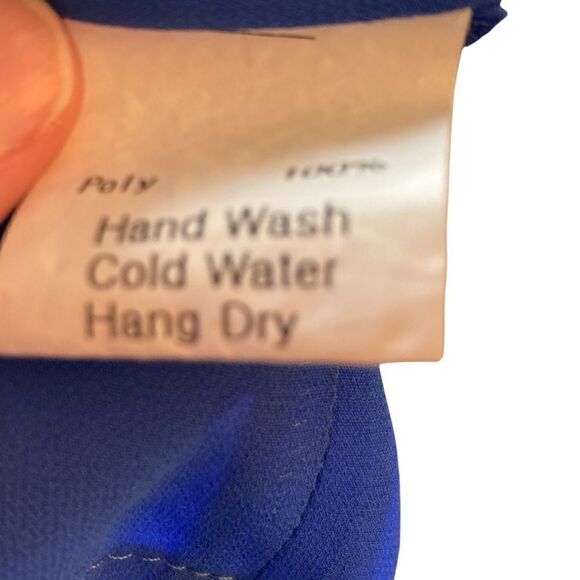 Poly 100%
Hand Wash
Cold Water
Hang Dry